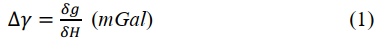 Δγ = δg/δH (mGal) (1)